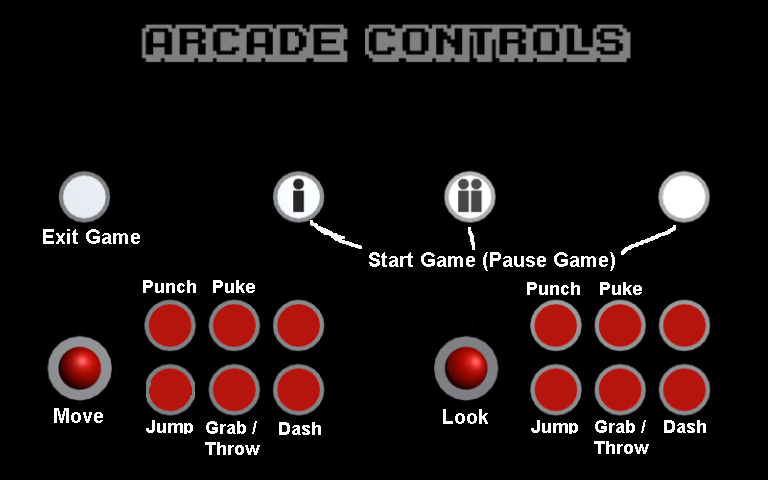 ARCADE CONTROLS
Exit Game
Start Game (Pause Game)
Punch Puke
Punch Puke
Move
Jump Grab / Throw Dash
Look
Jump Grab / Throw Dash